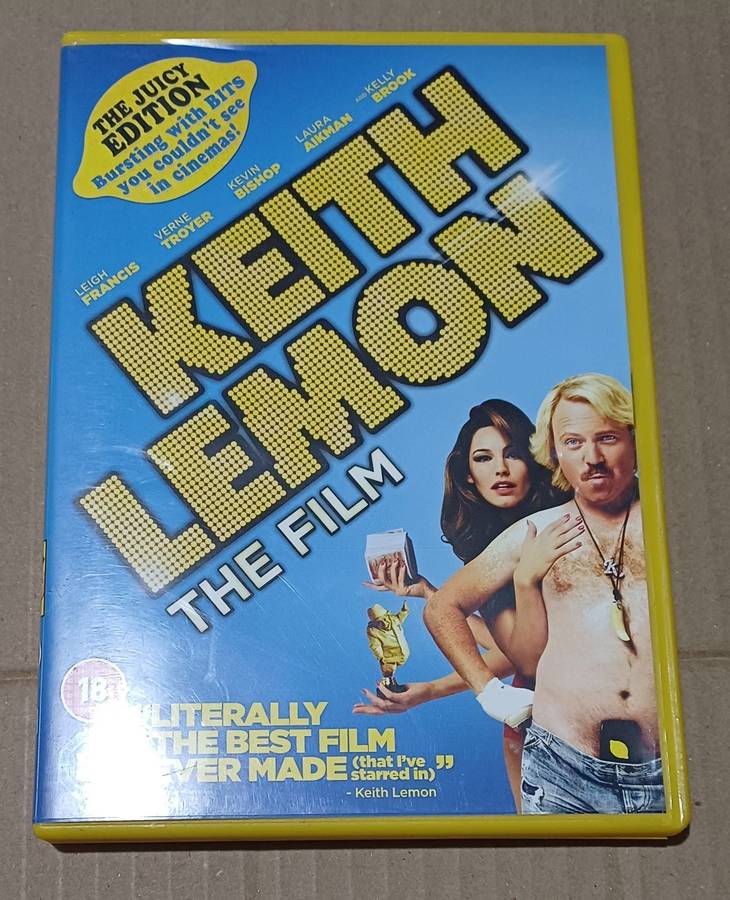 THE JUICY
EDITION
Bursting with BITS
you couldn't see
in cinemas!
LEIGH
FRANCIS
VERNE
TROYER
KEVIN
BISHOP
LAURA
AIKMAN
AND KELLY
BROOK
KEITH
LEMON
THE FILM
18
LITERALLY
THE BEST FILM
VER MADE (that I've
starred in)”
- Keith Lemon
K